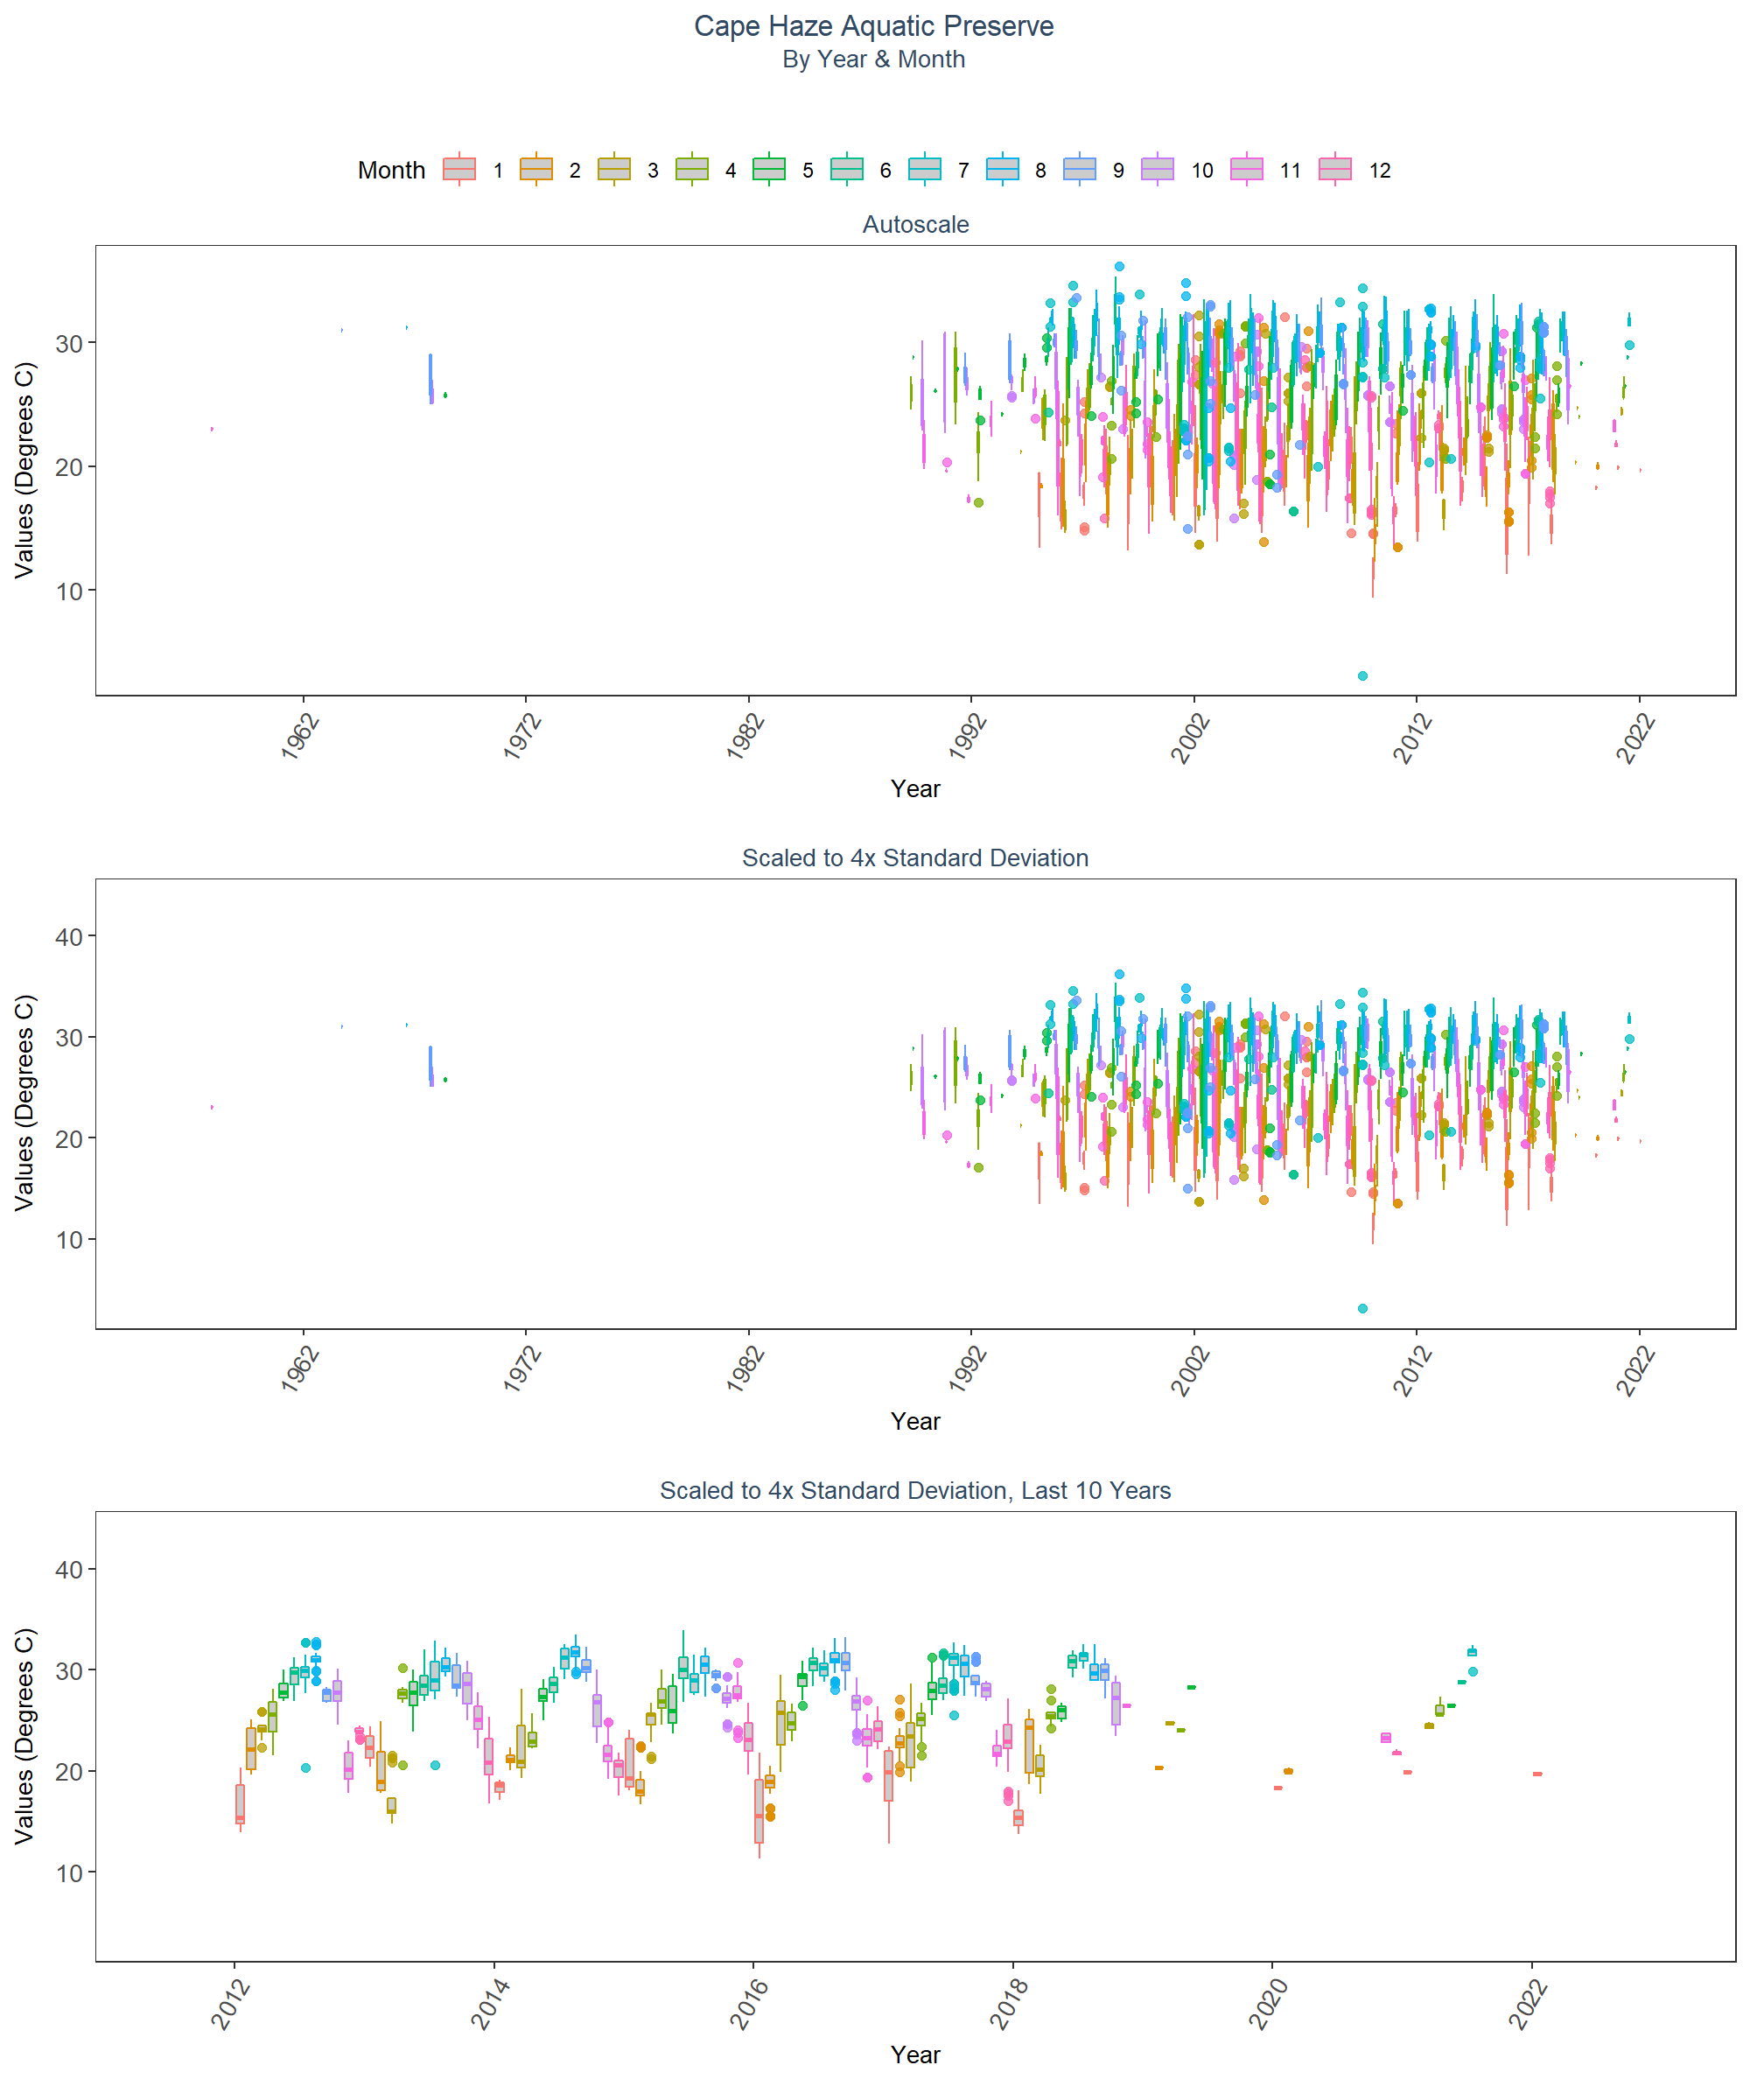 Cape Haze Aquatic Preserve
By Year & Month
Month 1 2 3 4 5 6 7 8 9 10 11 12
Autoscale
Values (Degrees C)
30
20
10
1962 1972 1982 1992 2002 2012 2022
Year
Scaled to 4x Standard Deviation
Values (Degrees C)
40
30
20
10
1962 1972 1982 1992 2002 2012 2022
Year
Scaled to 4x Standard Deviation, Last 10 Years
Values (Degrees C)
40
30
20
10
2012 2014 2016 2018 2020 2022
Year